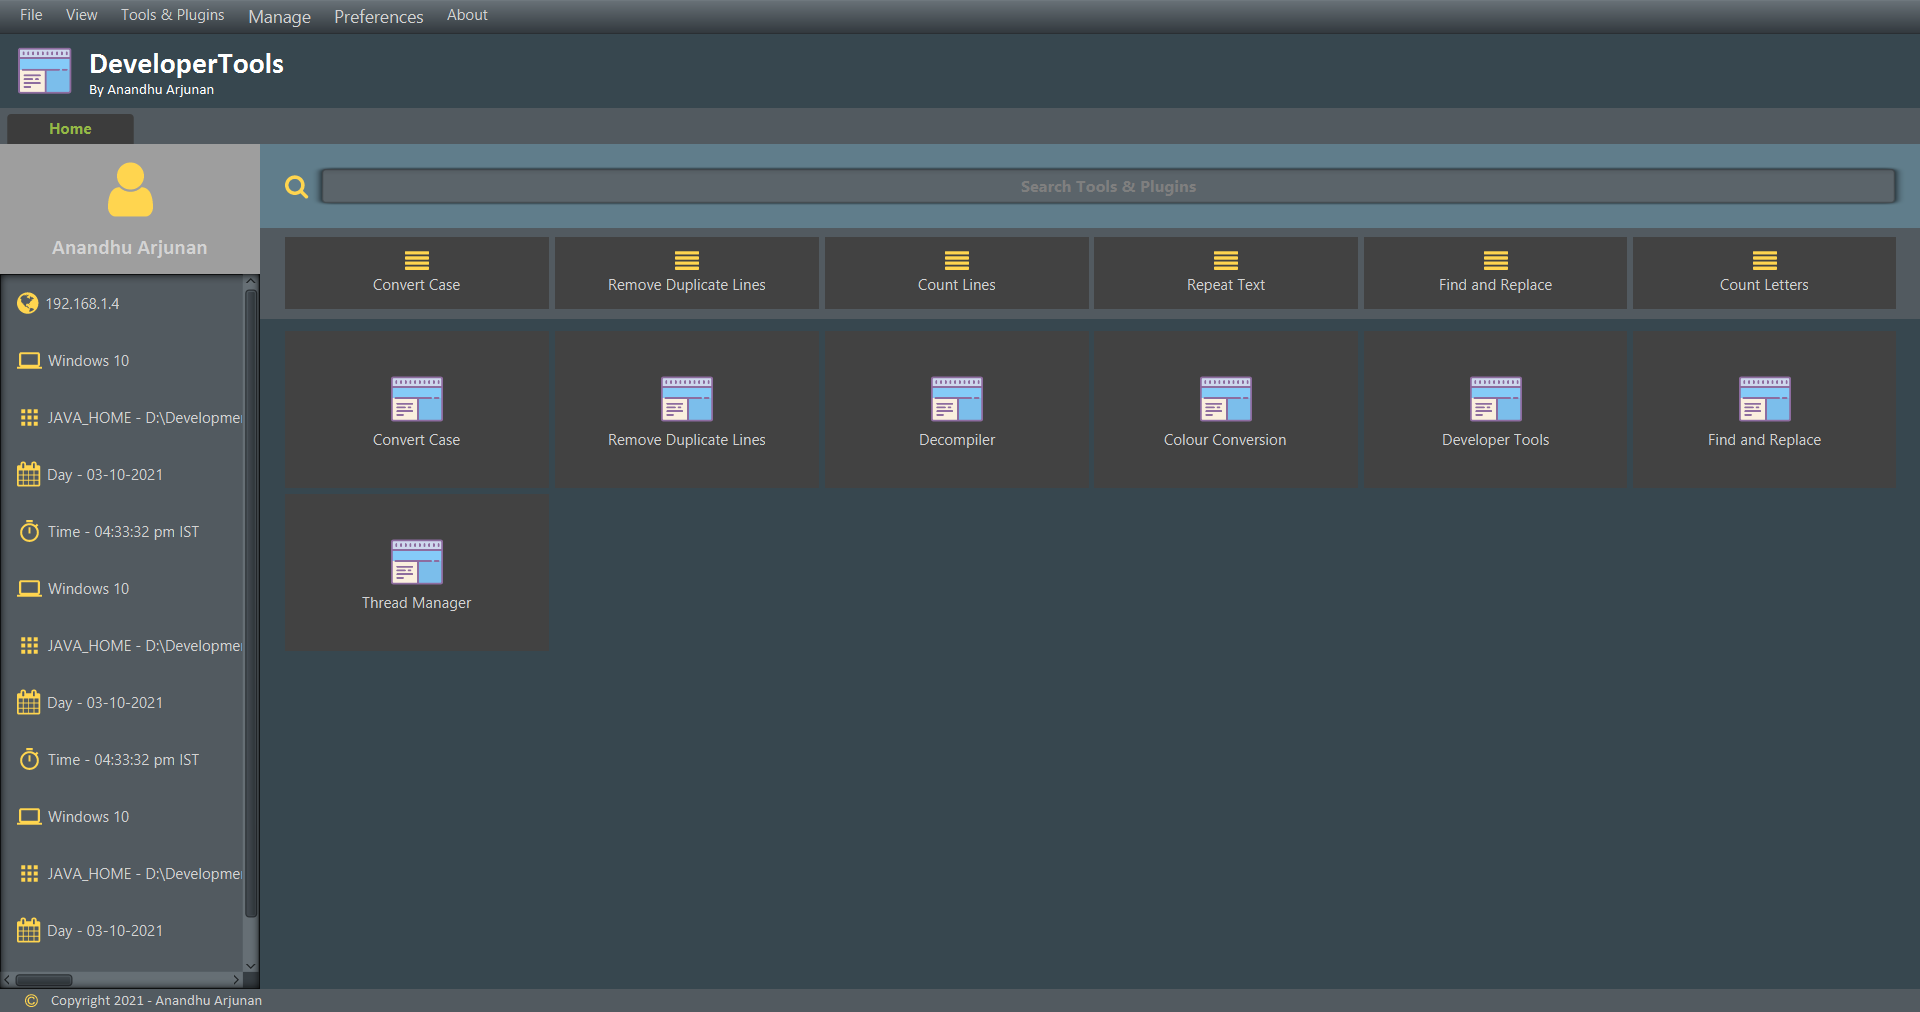 File View Tools & Plugins Manage Preferences About
DeveloperTools
By Anandhu Arjunan
Home
Anandhu Arjunan
192.168.1.4
Windows 10
JAVA_HOME - D:\Developme
Day - 03-10-2021
Time - 04:33:32 pm IST
Windows 10
JAVA_HOME - D:\Developme
Day - 03-10-2021
Time - 04:33:32 pm IST
Windows 10
JAVA_HOME - D:\Developme
Day - 03-10-2021
Search Tools & Plugins
Convert Case Remove Duplicate Lines Count Lines Repeat Text Find and Replace Count Letters
Convert Case Remove Duplicate Lines Decompiler Colour Conversion Developer Tools Find and Replace
Thread Manager
© Copyright 2021 - Anandhu Arjunan